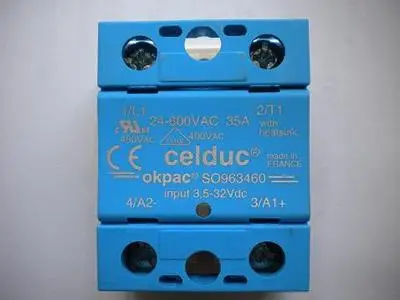 1/L1 2/T1
24-600VAC 35A
with heatsink
480VAC 400VAC
CE celduc® made in FRANCE
okpac® SO963460
input 3,5-32Vdc
4/A2- 3/A1+